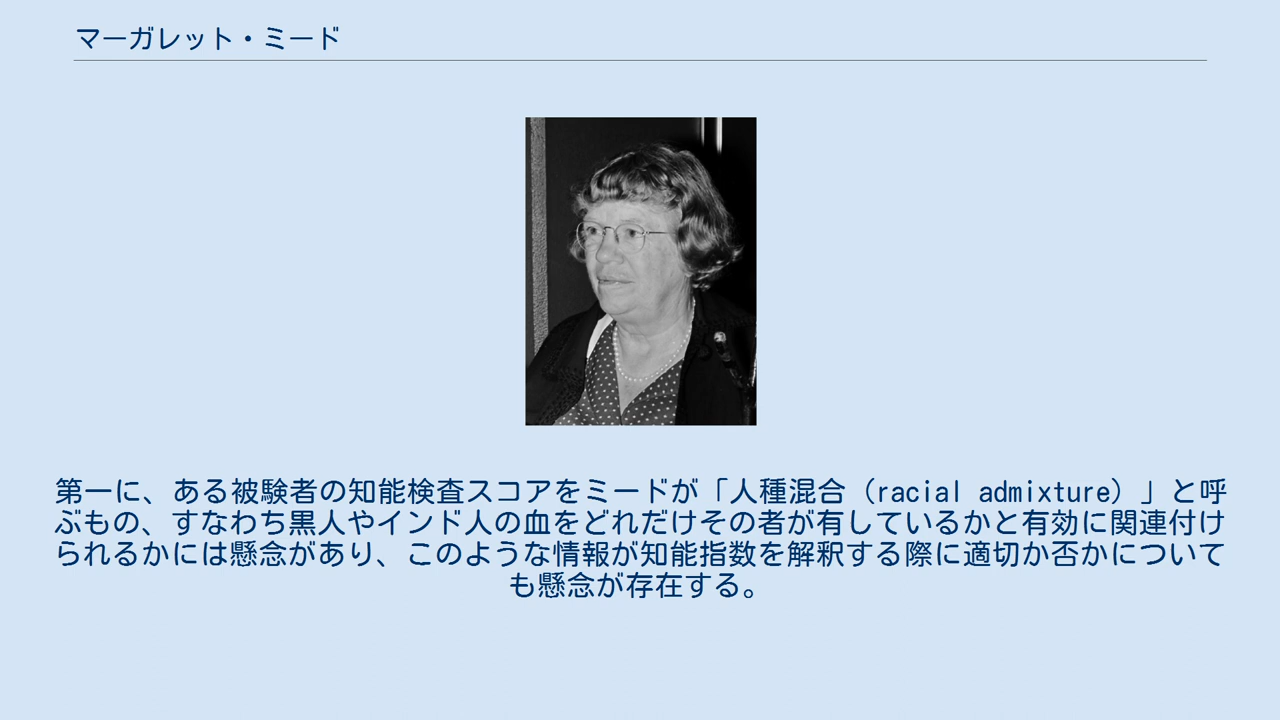 マーガレット・ミード
第一に、ある被験者の知能検査スコアをミードが「人種混合（racial admixture）」と呼
ぶもの、すなわち黒人やインド人の血をどれだけその者が有しているかと有効に関連付け
られるかには懸念があり、このような情報が知能指数を解釈する際に適切か否かについて
も懸念が存在する。